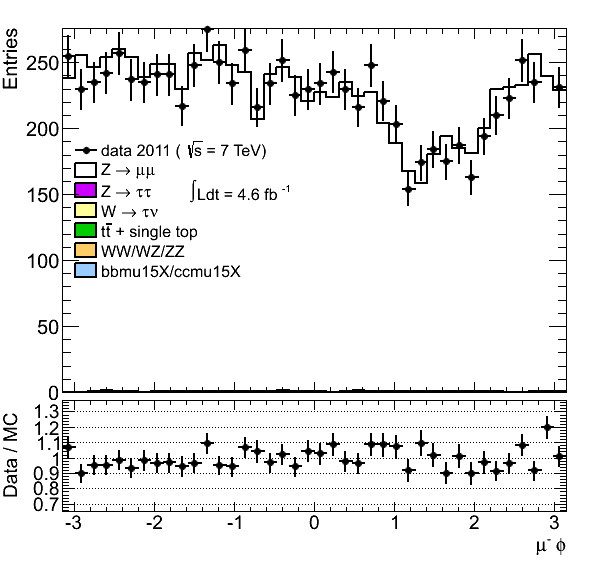 Entries
250
200
150
100
50
0
data 2011 ( √s = 7 TeV)
Z → μμ
Z → ττ
∫Ldt = 4.6 fb⁻¹
W → τν
tt̄ + single top
WW/WZ/ZZ
bbmu15X/ccmu15X
Data / MC
1.3
1.2
1.1
1
0.9
0.8
0.7
-3 -2 -1 0 1 2 3
μ⁻ ϕ